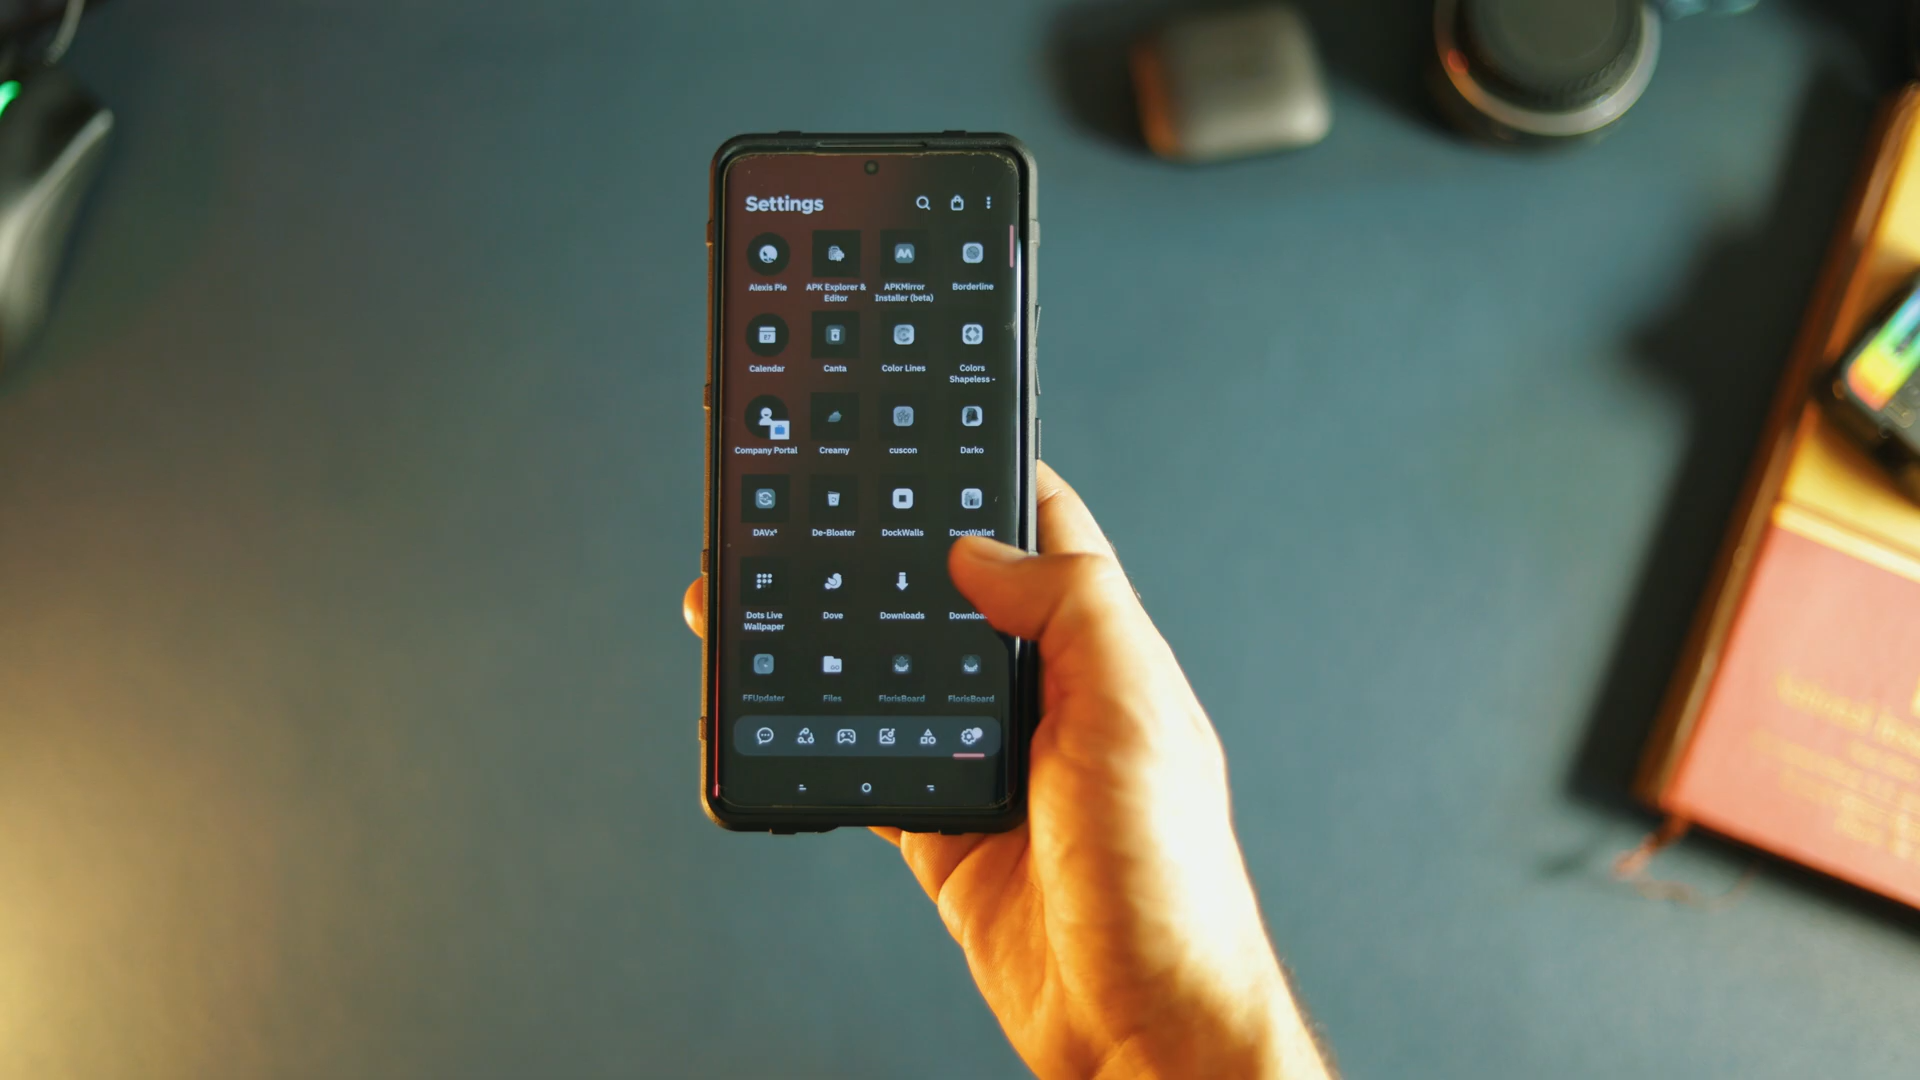 Settings
Alexis Pie
APK Explorer &
Editor
APKMirror
Installer (beta)
Borderline
Calendar
Canta
Color Lines
Colors
Shapeless -
Company Portal
Creamy
cuscon
Darko
DAVx⁵
De-Bloater
DockWalls
DocsWallet
Dots Live
Wallpaper
Dove
Downloads
FFUpdater
Files
FlorisBoard
FlorisBoard